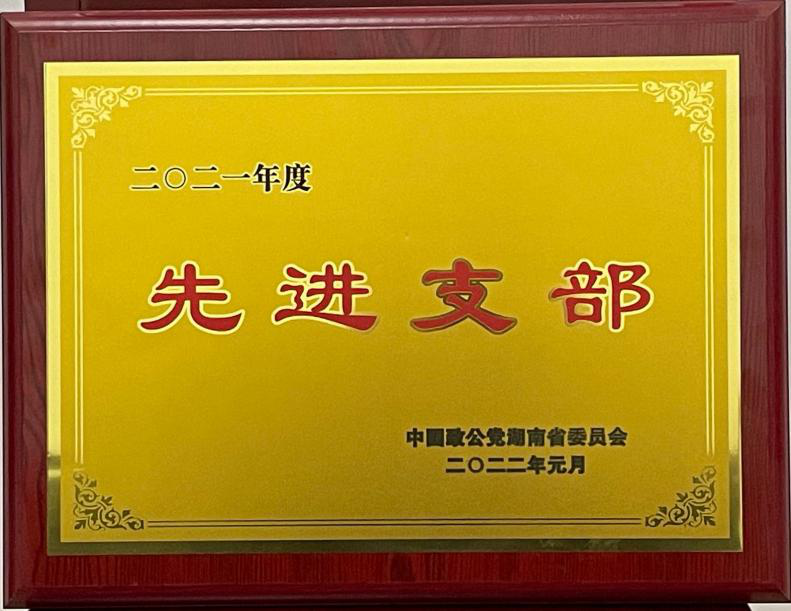 二〇二一年度
先进支部
中国致公党湖南省委员会
二〇二二年元月